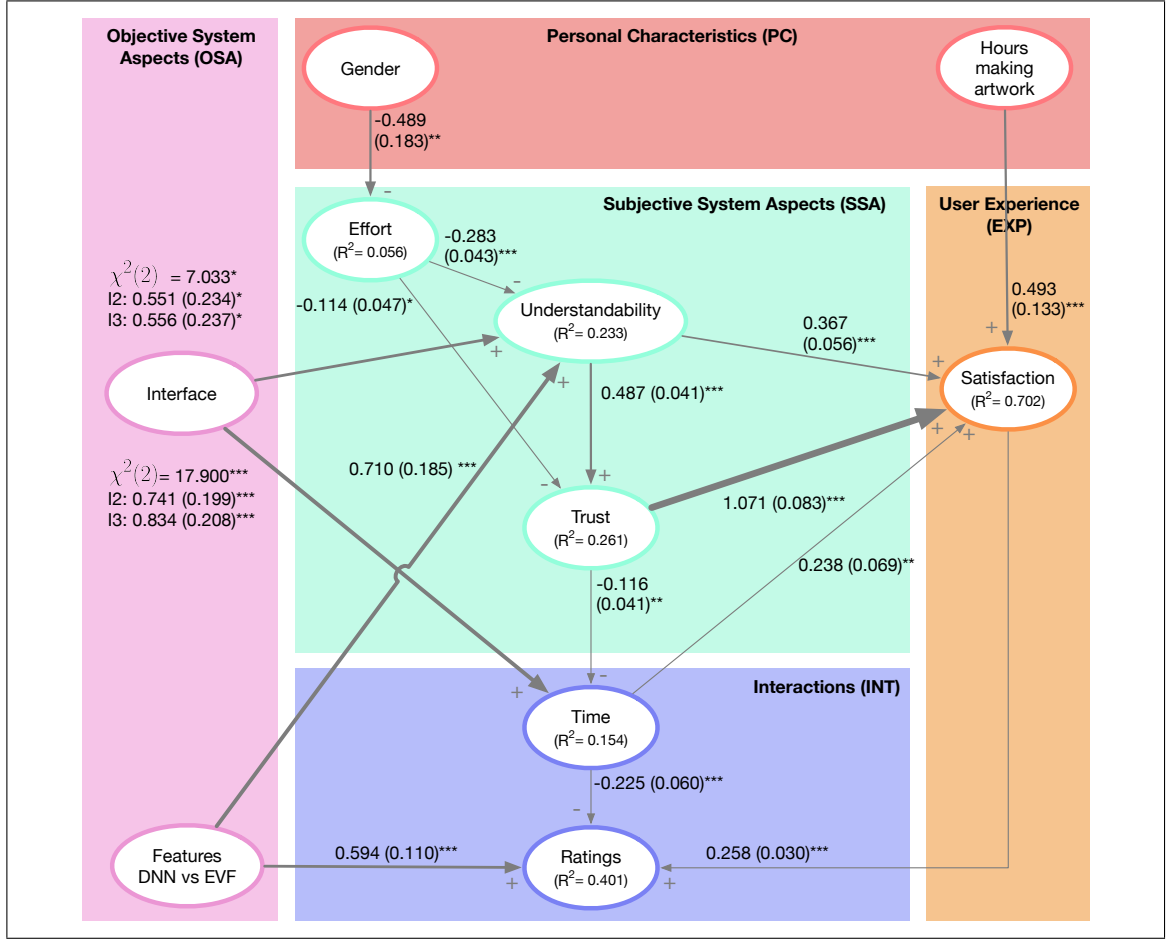 Objective System
Aspects (OSA)
Personal Characteristics (PC)
Gender
Hours
making
artwork
-0.489
(0.183)**
-
Subjective System Aspects (SSA)
User Experience
(EXP)
Effort
(R²= 0.056)
-0.283
(0.043)***
-
χ²(2) = 7.033*
I2: 0.551 (0.234)*
I3: 0.556 (0.237)*
-0.114 (0.047)*
Understandability
(R²= 0.233)
+
+
0.367
(0.056)***
0.493
(0.133)***
+
+
Interface
0.487 (0.041)***
Satisfaction
(R²= 0.702)
+
+
χ²(2)= 17.900***
I2: 0.741 (0.199)***
I3: 0.834 (0.208)***
0.710 (0.185) ***
-
+
Trust
(R²= 0.261)
1.071 (0.083)***
-0.116
(0.041)**
0.238 (0.069)**
-
+
Interactions (INT)
Time
(R²= 0.154)
-0.225 (0.060)***
-
Features
DNN vs EVF
0.594 (0.110)***
+
Ratings
(R²= 0.401)
0.258 (0.030)***
+